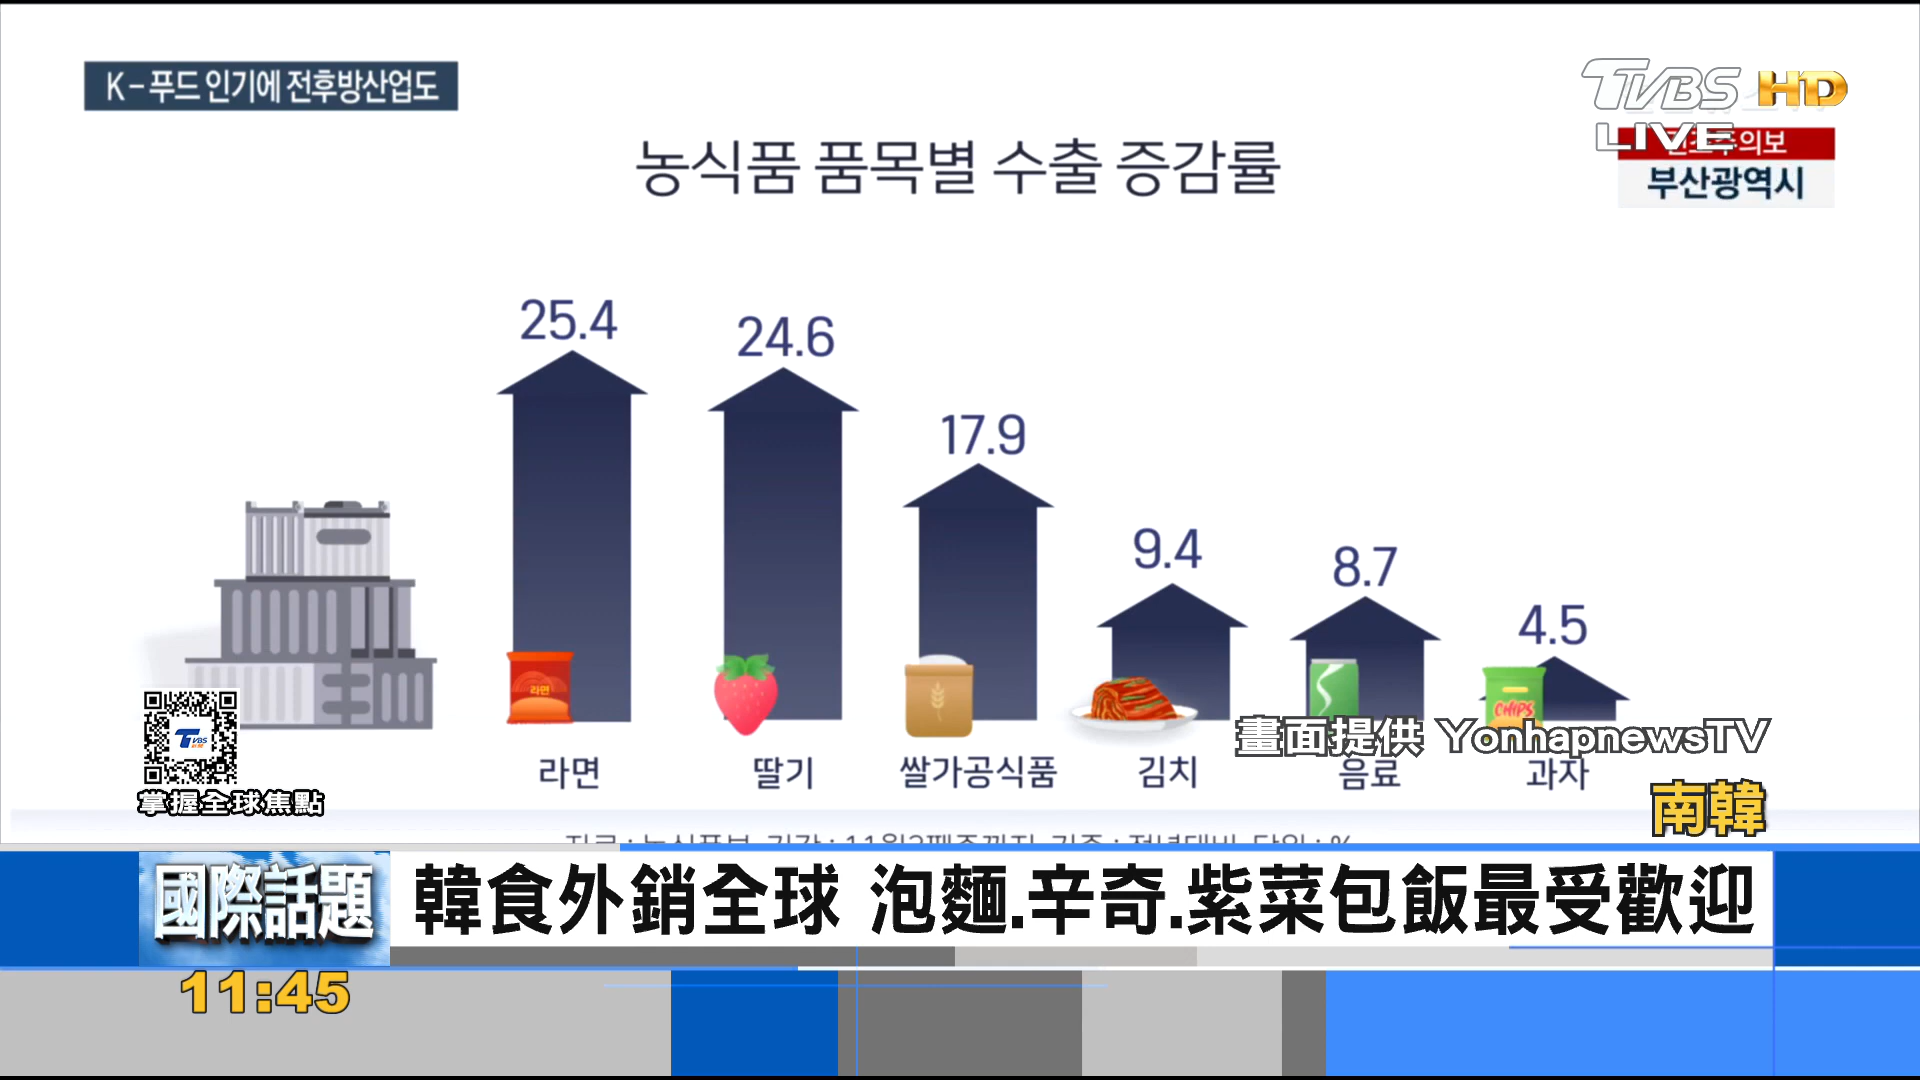 K-푸드 인기에 전후방산업도
TVBS HD
LIVE
부산광역시
농식품 품목별 수출 증감률
25.4
24.6
17.9
9.4
8.7
4.5
라면
CHIPS
TVBS
라면
딸기
쌀가공식품
김치
음료
과자
畫面提供 YonhapnewsTV
掌握全球焦點
南韓
國際話題
韓食外銷全球 泡麵.辛奇.紫菜包飯最受歡迎
11:45